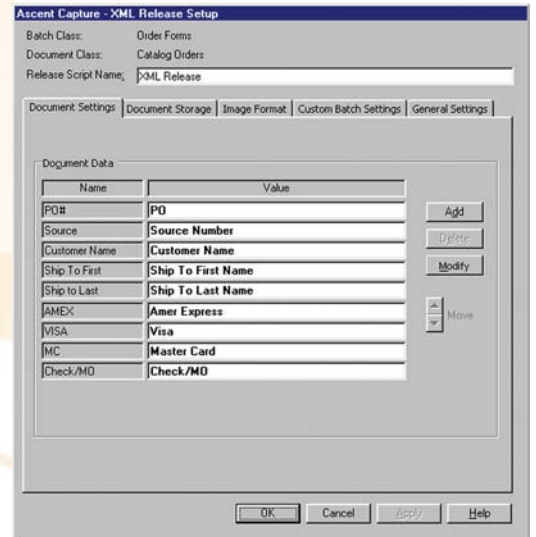 Ascent Capture - XML Release Setup
Batch Class: Order Forms
Document Class: Catalog Orders
Release Script Name: XML Release
Document Settings Document Storage Image Format Custom Batch Settings General Settings
Document Data
Name Value
PO# PO Add
Source Source Number Delete
Customer Name Customer Name
Ship To First Ship To First Name Modify
Ship to Last Ship To Last Name
AMEX Amer Express Move
VISA Visa
MC Master Card
Check/MO Check/MO
OK Cancel Apply Help